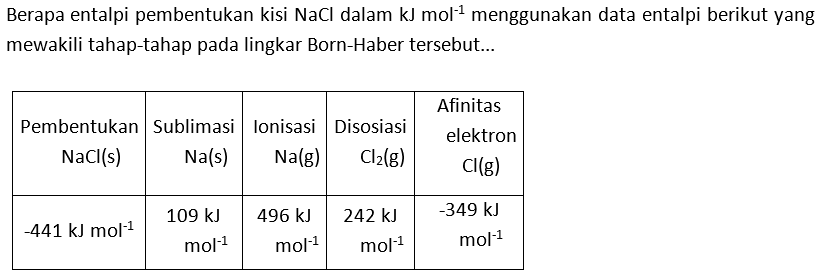 Berapa entalpi pembentukan kisi NaCl dalam kJ mol⁻¹ menggunakan data entalpi berikut yang
mewakili tahap-tahap pada lingkar Born-Haber tersebut...
Pembentukan NaCl(s)
Sublimasi Na(s)
Ionisasi Na(g)
Disosiasi Cl₂(g)
Afinitas elektron Cl(g)
-441 kJ mol⁻¹
109 kJ mol⁻¹
496 kJ mol⁻¹
242 kJ mol⁻¹
-349 kJ mol⁻¹